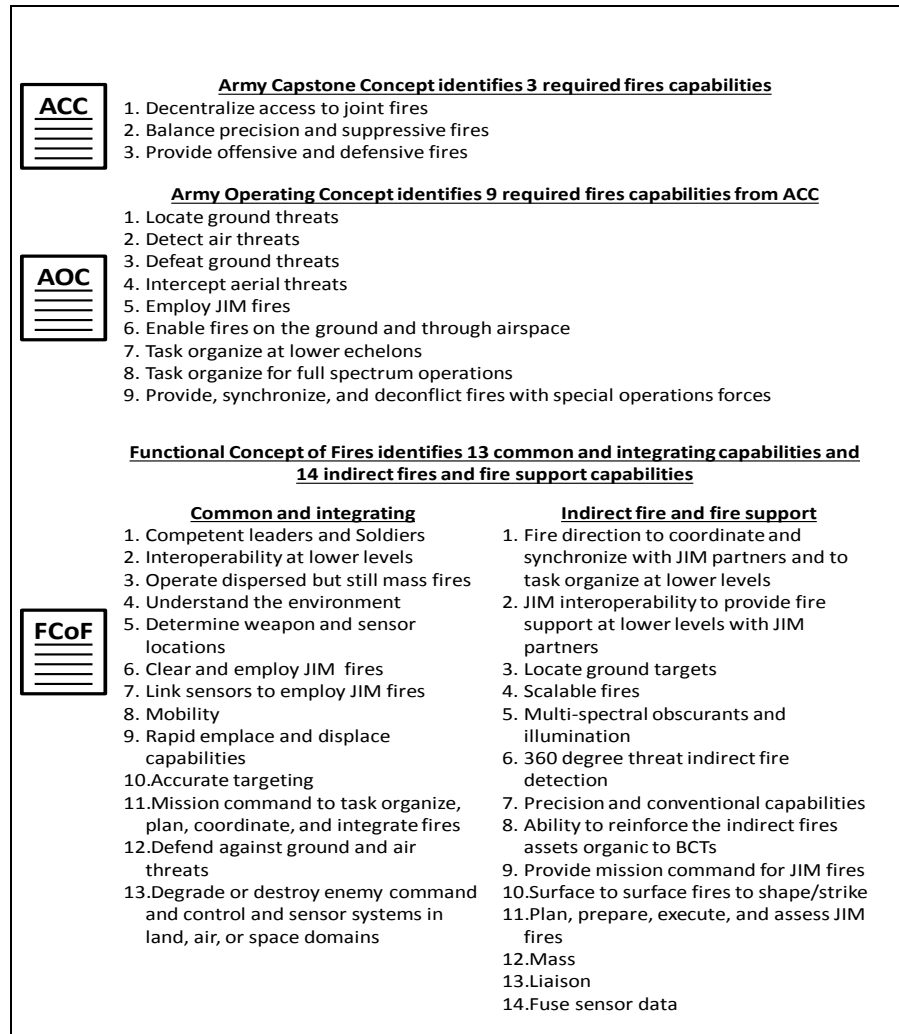 Army Capstone Concept identifies 3 required fires capabilities
ACC
1. Decentralize access to joint fires
2. Balance precision and suppressive fires
3. Provide offensive and defensive fires
Army Operating Concept identifies 9 required fires capabilities from ACC
AOC
1. Locate ground threats
2. Detect air threats
3. Defeat ground threats
4. Intercept aerial threats
5. Employ JIM fires
6. Enable fires on the ground and through airspace
7. Task organize at lower echelons
8. Task organize for full spectrum operations
9. Provide, synchronize, and deconflict fires with special operations forces
Functional Concept of Fires identifies 13 common and integrating capabilities and
14 indirect fires and fire support capabilities
FCoF
Common and integrating
1. Competent leaders and Soldiers
2. Interoperability at lower levels
3. Operate dispersed but still mass fires
4. Understand the environment
5. Determine weapon and sensor
locations
6. Clear and employ JIM fires
7. Link sensors to employ JIM fires
8. Mobility
9. Rapid emplace and displace
capabilities
10.Accurate targeting
11.Mission command to task organize,
plan, coordinate, and integrate fires
12.Defend against ground and air
threats
13.Degrade or destroy enemy command
and control and sensor systems in
land, air, or space domains
Indirect fire and fire support
1. Fire direction to coordinate and
synchronize with JIM partners and to
task organize at lower levels
2. JIM interoperability to provide fire
support at lower levels with JIM
partners
3. Locate ground targets
4. Scalable fires
5. Multi-spectral obscurants and
illumination
6. 360 degree threat indirect fire
detection
7. Precision and conventional capabilities
8. Ability to reinforce the indirect fires
assets organic to BCTs
9. Provide mission command for JIM fires
10.Surface to surface fires to shape/strike
11.Plan, prepare, execute, and assess JIM
fires
12.Mass
13.Liaison
14.Fuse sensor data